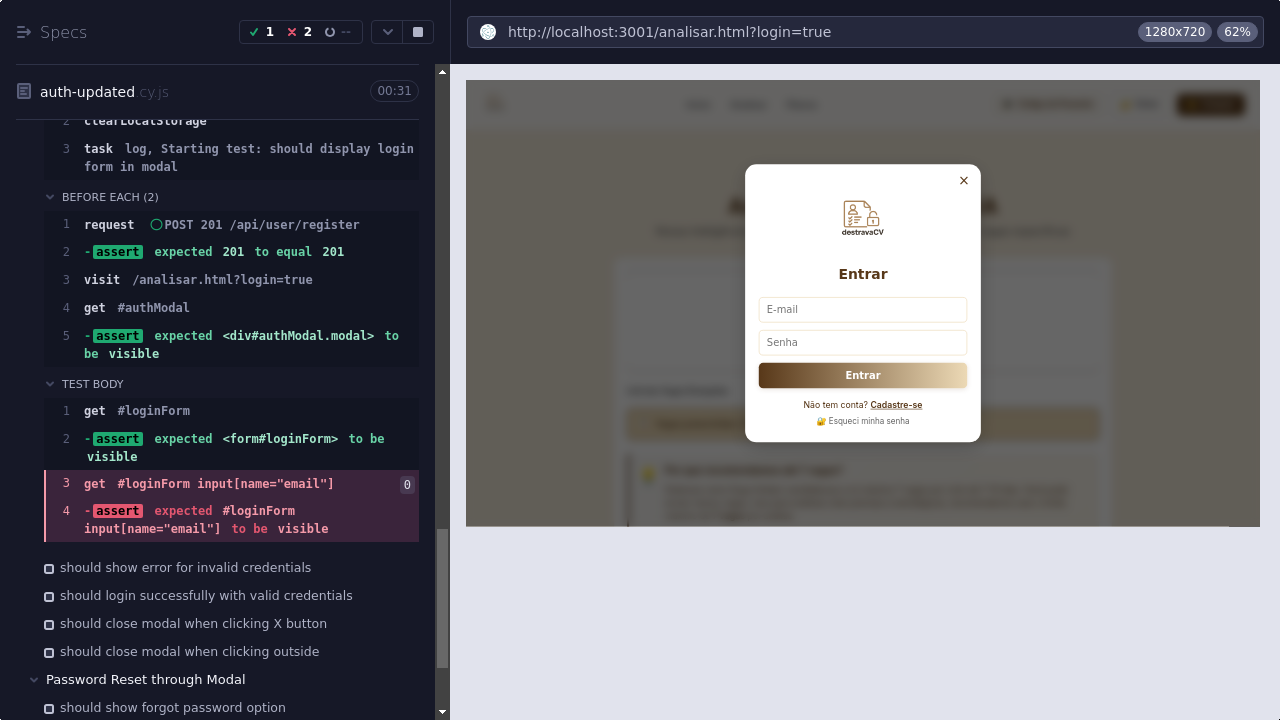 Specs
1
2
--
auth-updated cy.js
00:31
2 clearLocalStorage
3 task log, Starting test: should display login
form in modal
BEFORE EACH (2)
1 request POST 201 /api/user/register
2 -assert expected 201 to equal 201
3 visit /analisar.html?login=true
4 get #authModal
5 -assert expected <div#authModal.modal> to
be visible
TEST BODY
1 get #loginForm
2 -assert expected <form#loginForm> to be
visible
3 get #loginForm input[name="email"] 0
4 -assert expected #loginForm
input[name="email"] to be visible
should show error for invalid credentials
should login successfully with valid credentials
should close modal when clicking X button
should close modal when clicking outside
Password Reset through Modal
should show forgot password option
http://localhost:3001/analisar.html?login=true
1280x720
62%
×
destravaCV
Entrar
E-mail
Senha
Entrar
Não tem conta? Cadastre-se
🔐 Esqueci minha senha